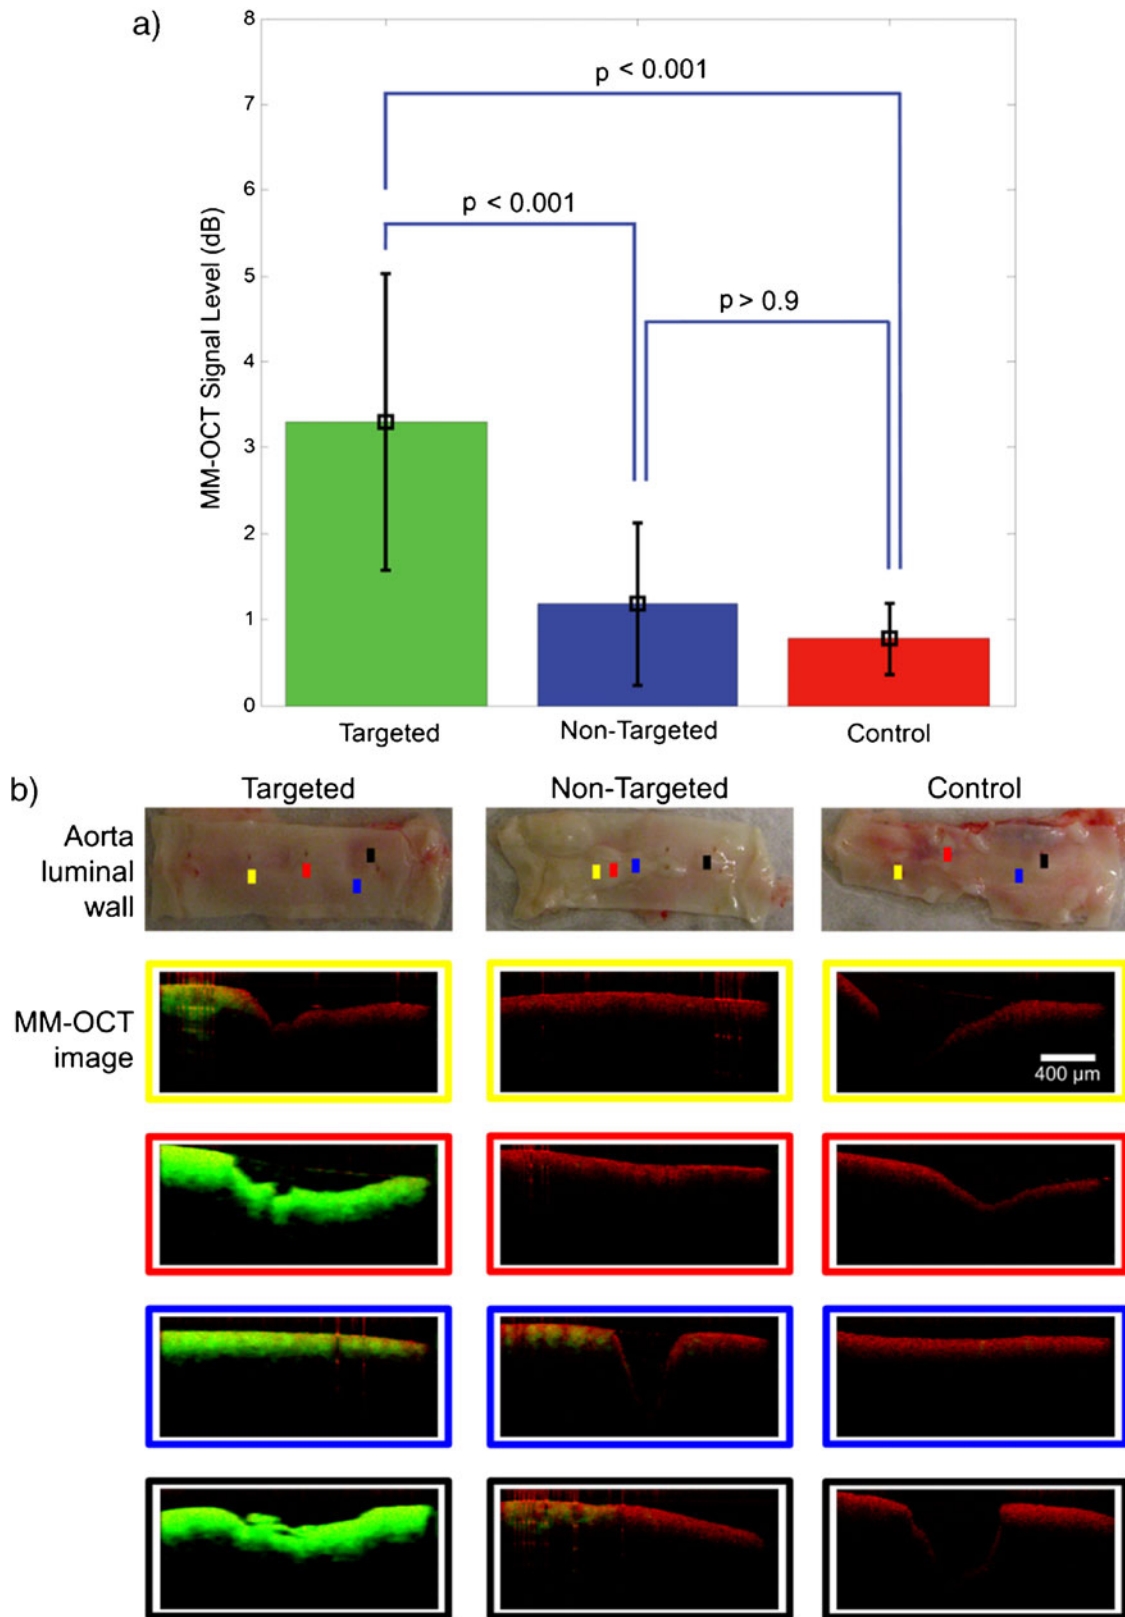 a)
8
7
6
5
4
3
2
1
0
MM-OCT Signal Level (dB)
p < 0.001
p < 0.001
p > 0.9
Targeted
Non-Targeted
Control
b)
Targeted
Non-Targeted
Control
Aorta
luminal
wall
MM-OCT
image
400 µm